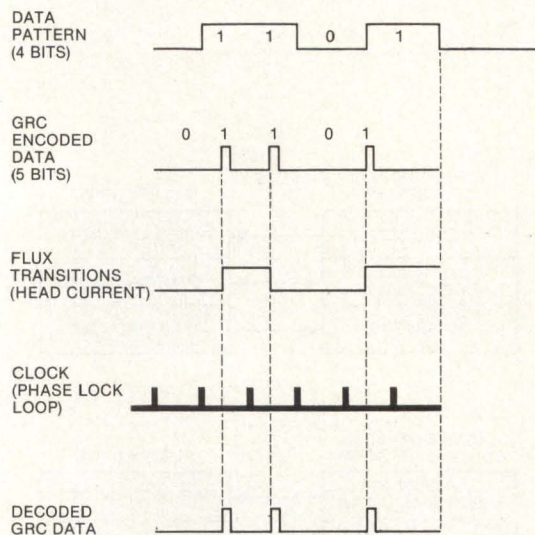 DATA
PATTERN
(4 BITS)
1 1 0 1
GRC
ENCODED
DATA
(5 BITS)
0 1 1 0 1
FLUX
TRANSITIONS
(HEAD CURRENT)
CLOCK
(PHASE LOCK
LOOP)
DECODED
GRC DATA